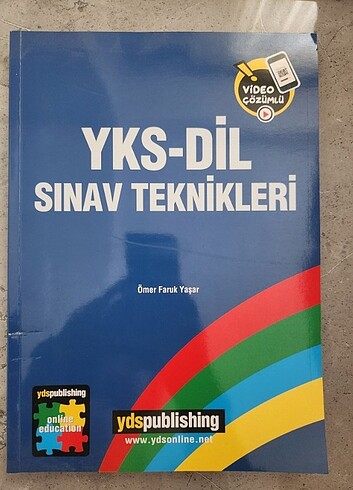 VİDEO
ÇÖZÜMLÜ
YKS-DİL
SINAV TEKNİKLERİ
Ömer Faruk Yaşar
ydspublishing
online
education
ydspublishing
www.ydsonline.net